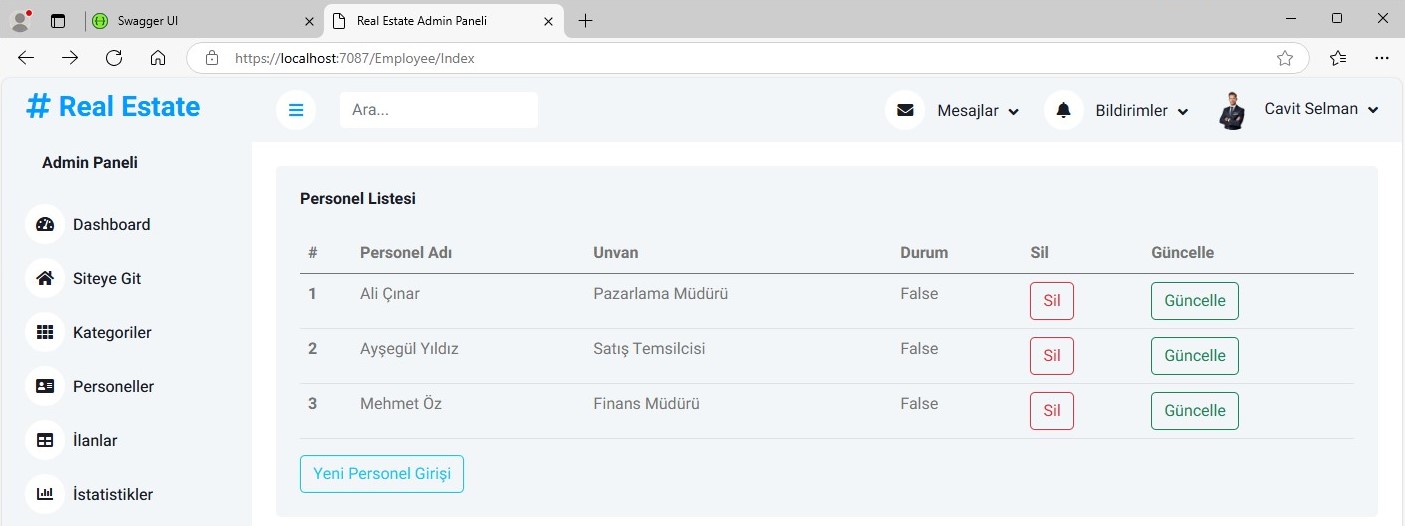 Swagger UI
Real Estate Admin Paneli
https://localhost:7087/Employee/Index
# Real Estate
Ara...
Mesajlar
Bildirimler
Cavit Selman
Admin Paneli
Dashboard
Siteye Git
Kategoriler
Personeller
İlanlar
İstatistikler
Personel Listesi
# Personel Adı Unvan Durum Sil Güncelle
1 Ali Çınar Pazarlama Müdürü False Sil Güncelle
2 Ayşegül Yıldız Satış Temsilcisi False Sil Güncelle
3 Mehmet Öz Finans Müdürü False Sil Güncelle
Yeni Personel Girişi